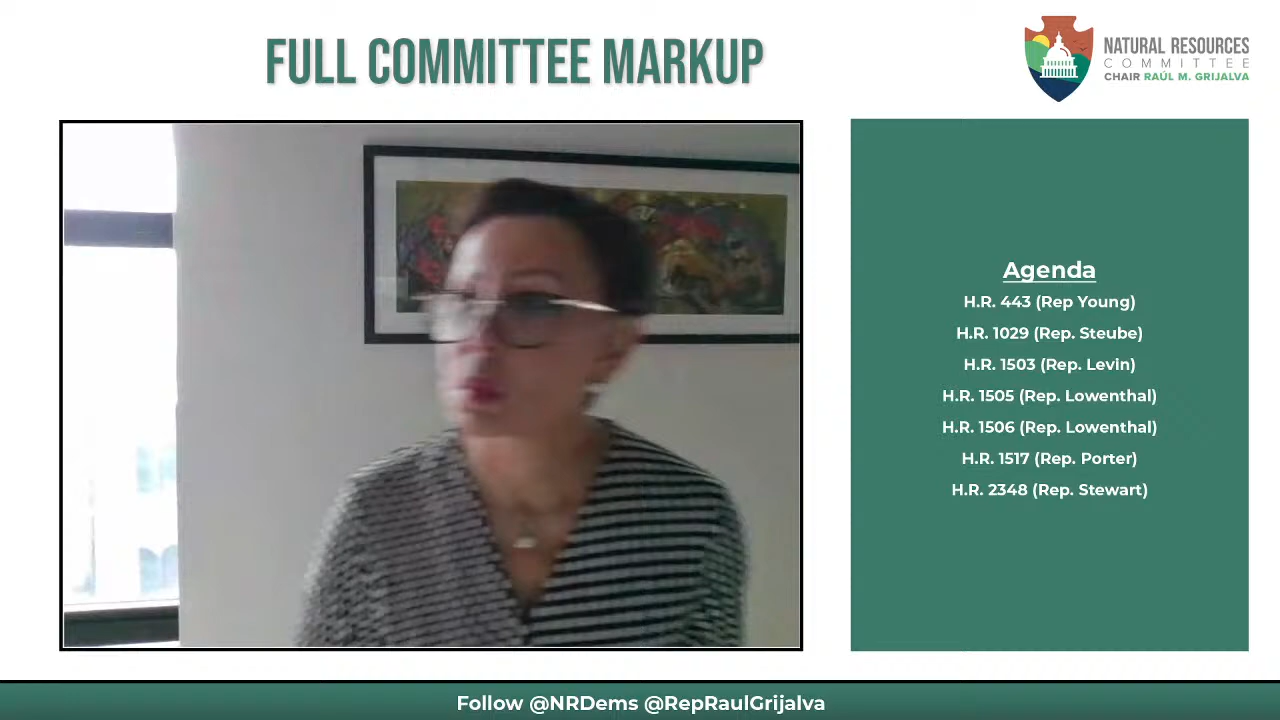 FULL COMMITTEE MARKUP
NATURAL RESOURCES
COMMITTEE
CHAIR RAÚL M. GRIJALVA
Agenda
H.R. 443 (Rep Young)
H.R. 1029 (Rep. Steube)
H.R. 1503 (Rep. Levin)
H.R. 1505 (Rep. Lowenthal)
H.R. 1506 (Rep. Lowenthal)
H.R. 1517 (Rep. Porter)
H.R. 2348 (Rep. Stewart)
Follow @NRDems @RepRaulGrijalva